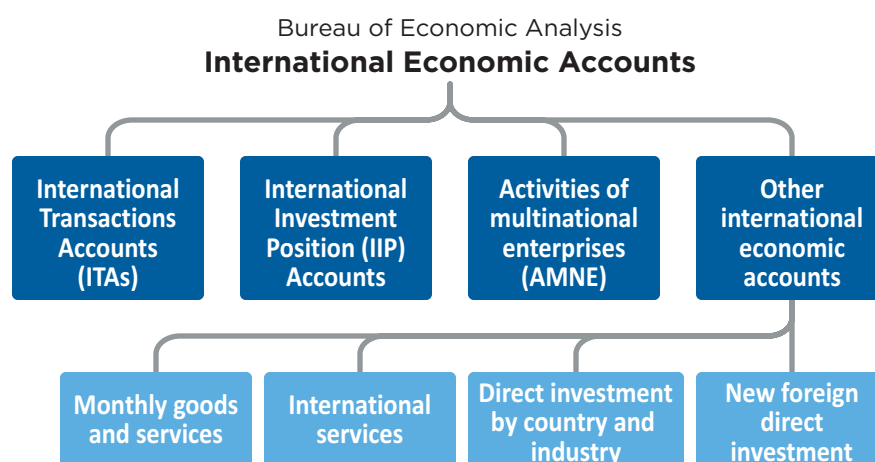 Bureau of Economic Analysis
International Economic Accounts
International
Transactions
Accounts
(ITAs)
International
Investment
Position (IIP)
Accounts
Activities of
multinational
enterprises
(AMNE)
Other
international
economic
accounts
Monthly goods
and services
International
services
Direct investment
by country and
industry
New foreign
direct
investment